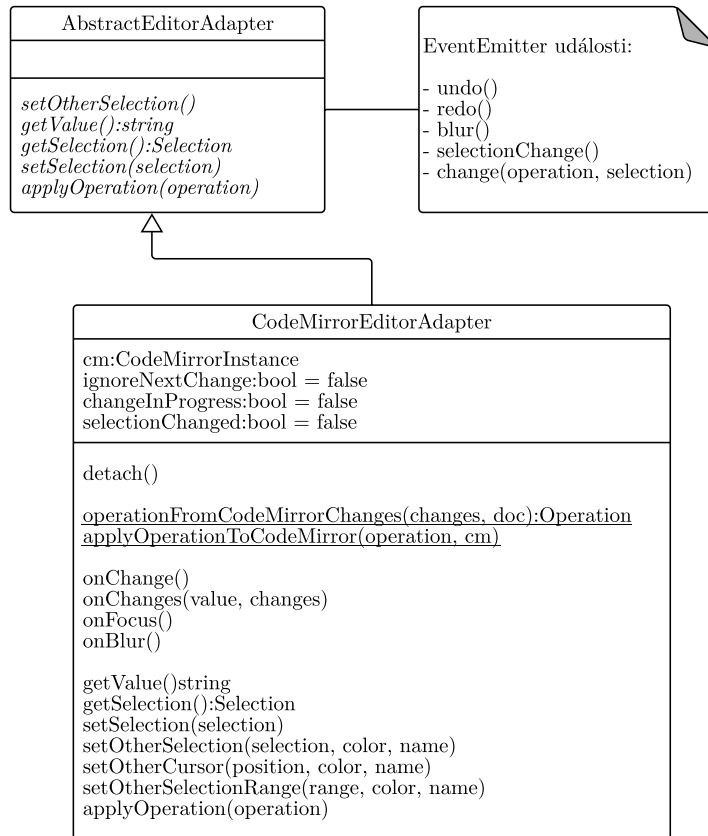 AbstractEditorAdapter
setOtherSelection()
getValue():string
getSelection():Selection
setSelection(selection)
applyOperation(operation)
EventEmitter události:
- undo()
- redo()
- blur()
- selectionChange()
- change(operation, selection)
CodeMirrorEditorAdapter
cm:CodeMirrorInstance
ignoreNextChange:bool = false
changeInProgress:bool = false
selectionChanged:bool = false
detach()
operationFromCodeMirrorChanges(changes, doc):Operation
applyOperationToCodeMirror(operation, cm)
onChange()
onChanges(value, changes)
onFocus()
onBlur()
getValue()string
getSelection():Selection
setSelection(selection)
setOtherSelection(selection, color, name)
setOtherCursor(position, color, name)
setOtherSelectionRange(range, color, name)
applyOperation(operation)